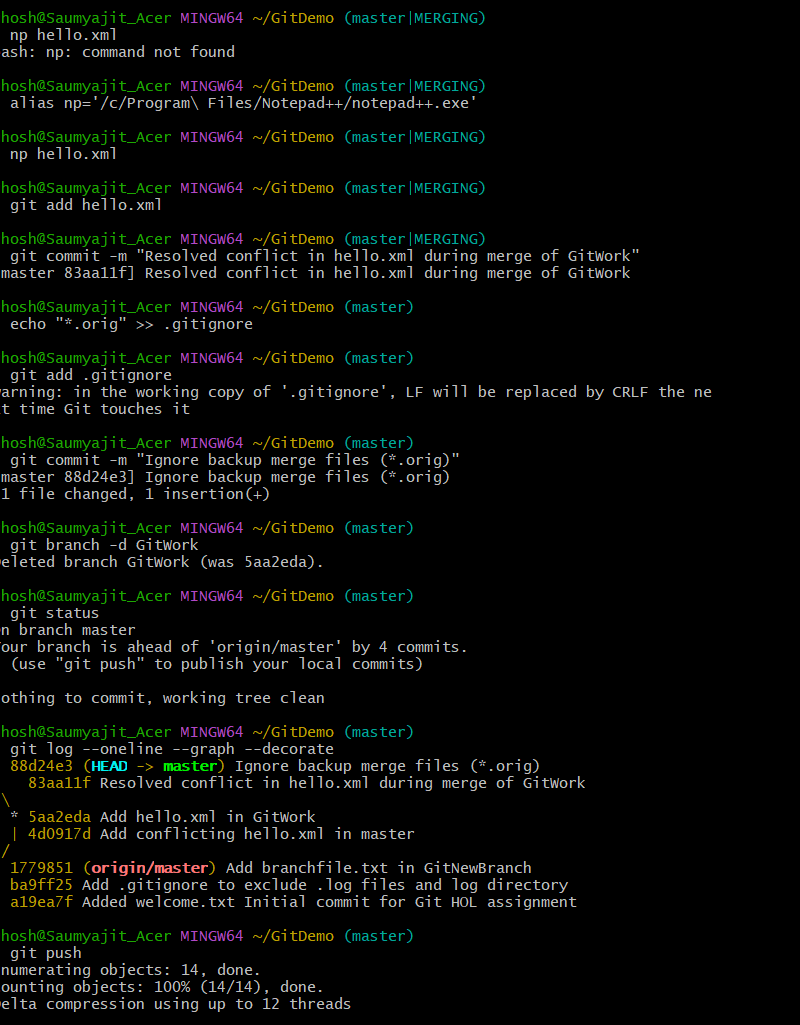 hosh@Saumyajit_Acer MINGW64 ~/GitDemo (master|MERGING)
np hello.xml
ash: np: command not found
hosh@Saumyajit_Acer MINGW64 ~/GitDemo (master|MERGING)
alias np='/c/Program\ Files/Notepad++/notepad++.exe'
hosh@Saumyajit_Acer MINGW64 ~/GitDemo (master|MERGING)
np hello.xml
hosh@Saumyajit_Acer MINGW64 ~/GitDemo (master|MERGING)
git add hello.xml
hosh@Saumyajit_Acer MINGW64 ~/GitDemo (master|MERGING)
git commit -m "Resolved conflict in hello.xml during merge of GitWork"
master 83aa11f] Resolved conflict in hello.xml during merge of GitWork
hosh@Saumyajit_Acer MINGW64 ~/GitDemo (master)
echo "*.orig" >> .gitignore
hosh@Saumyajit_Acer MINGW64 ~/GitDemo (master)
git add .gitignore
arning: in the working copy of '.gitignore', LF will be replaced by CRLF the ne
t time Git touches it
hosh@Saumyajit_Acer MINGW64 ~/GitDemo (master)
git commit -m "Ignore backup merge files (*.orig)"
master 88d24e3] Ignore backup merge files (*.orig)
1 file changed, 1 insertion(+)
hosh@Saumyajit_Acer MINGW64 ~/GitDemo (master)
git branch -d GitWork
eleted branch GitWork (was 5aa2eda).
hosh@Saumyajit_Acer MINGW64 ~/GitDemo (master)
git status
n branch master
our branch is ahead of 'origin/master' by 4 commits.
(use "git push" to publish your local commits)
othing to commit, working tree clean
hosh@Saumyajit_Acer MINGW64 ~/GitDemo (master)
git log --oneline --graph --decorate
88d24e3 (HEAD -> master) Ignore backup merge files (*.orig)
83aa11f Resolved conflict in hello.xml during merge of GitWork
\
* 5aa2eda Add hello.xml in GitWork
| 4d0917d Add conflicting hello.xml in master
/
1779851 (origin/master) Add branchfile.txt in GitNewBranch
ba9ff25 Add .gitignore to exclude .log files and log directory
a19ea7f Added welcome.txt Initial commit for Git HOL assignment
hosh@Saumyajit_Acer MINGW64 ~/GitDemo (master)
git push
numerating objects: 14, done.
ounting objects: 100% (14/14), done.
elta compression using up to 12 threads